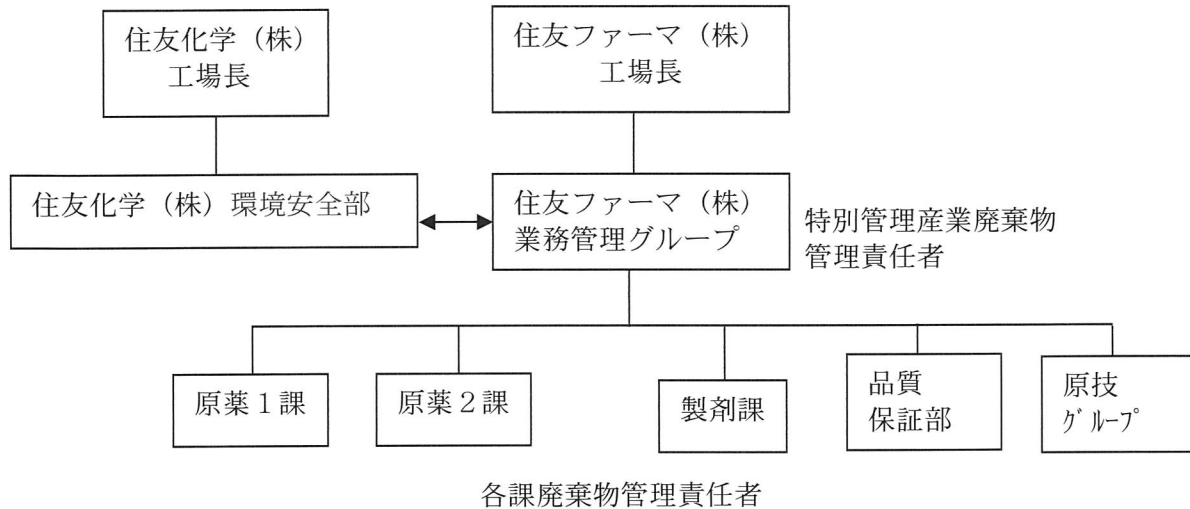 住友化学（株）
工場長
住友ファーマ（株）
工場長
住友化学（株）環境安全部
住友ファーマ（株）
業務管理グループ
特別管理産業廃棄物
管理責任者
原薬１課
原薬２課
製剤課
品質
保証部
原技
ｸﾞﾙｰﾌﾟ
各課廃棄物管理責任者